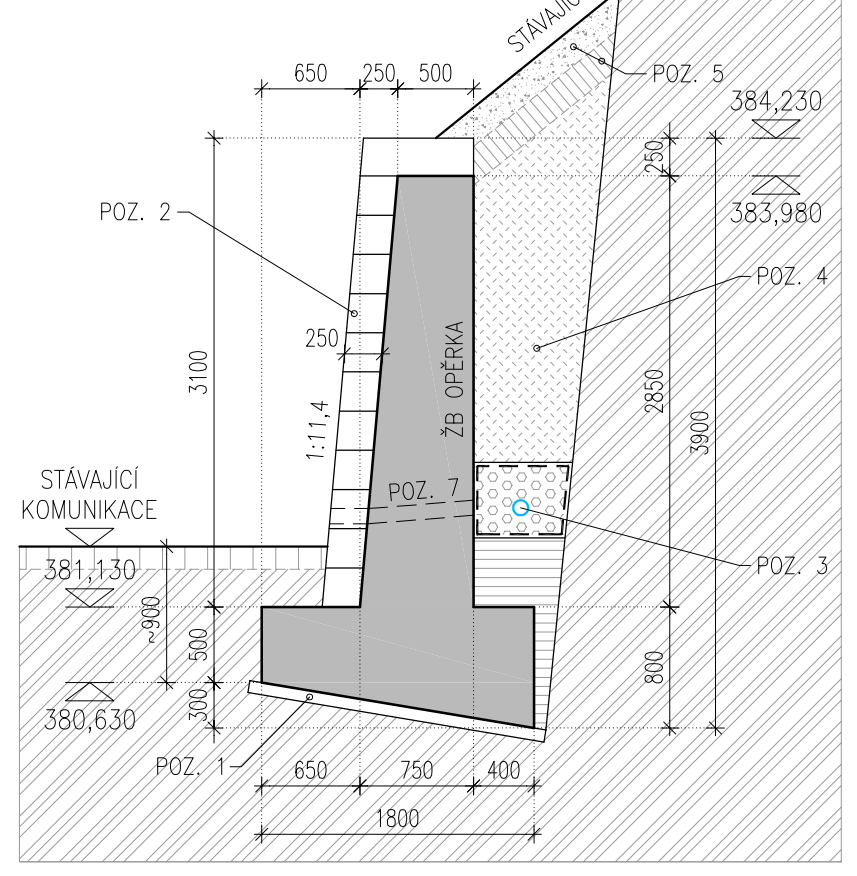 STÁVAJÍC
650
250
500
POZ. 5
384,230
250
POZ. 2
383,980
POZ. 4
250
3100
ŽB OPĚRKA
2850
3900
1:11,4
STÁVAJÍCÍ
KOMUNIKACE
POZ. 7
381,130
POZ. 3
~900
500
800
380,630
300
POZ. 1
650
750
400
1800